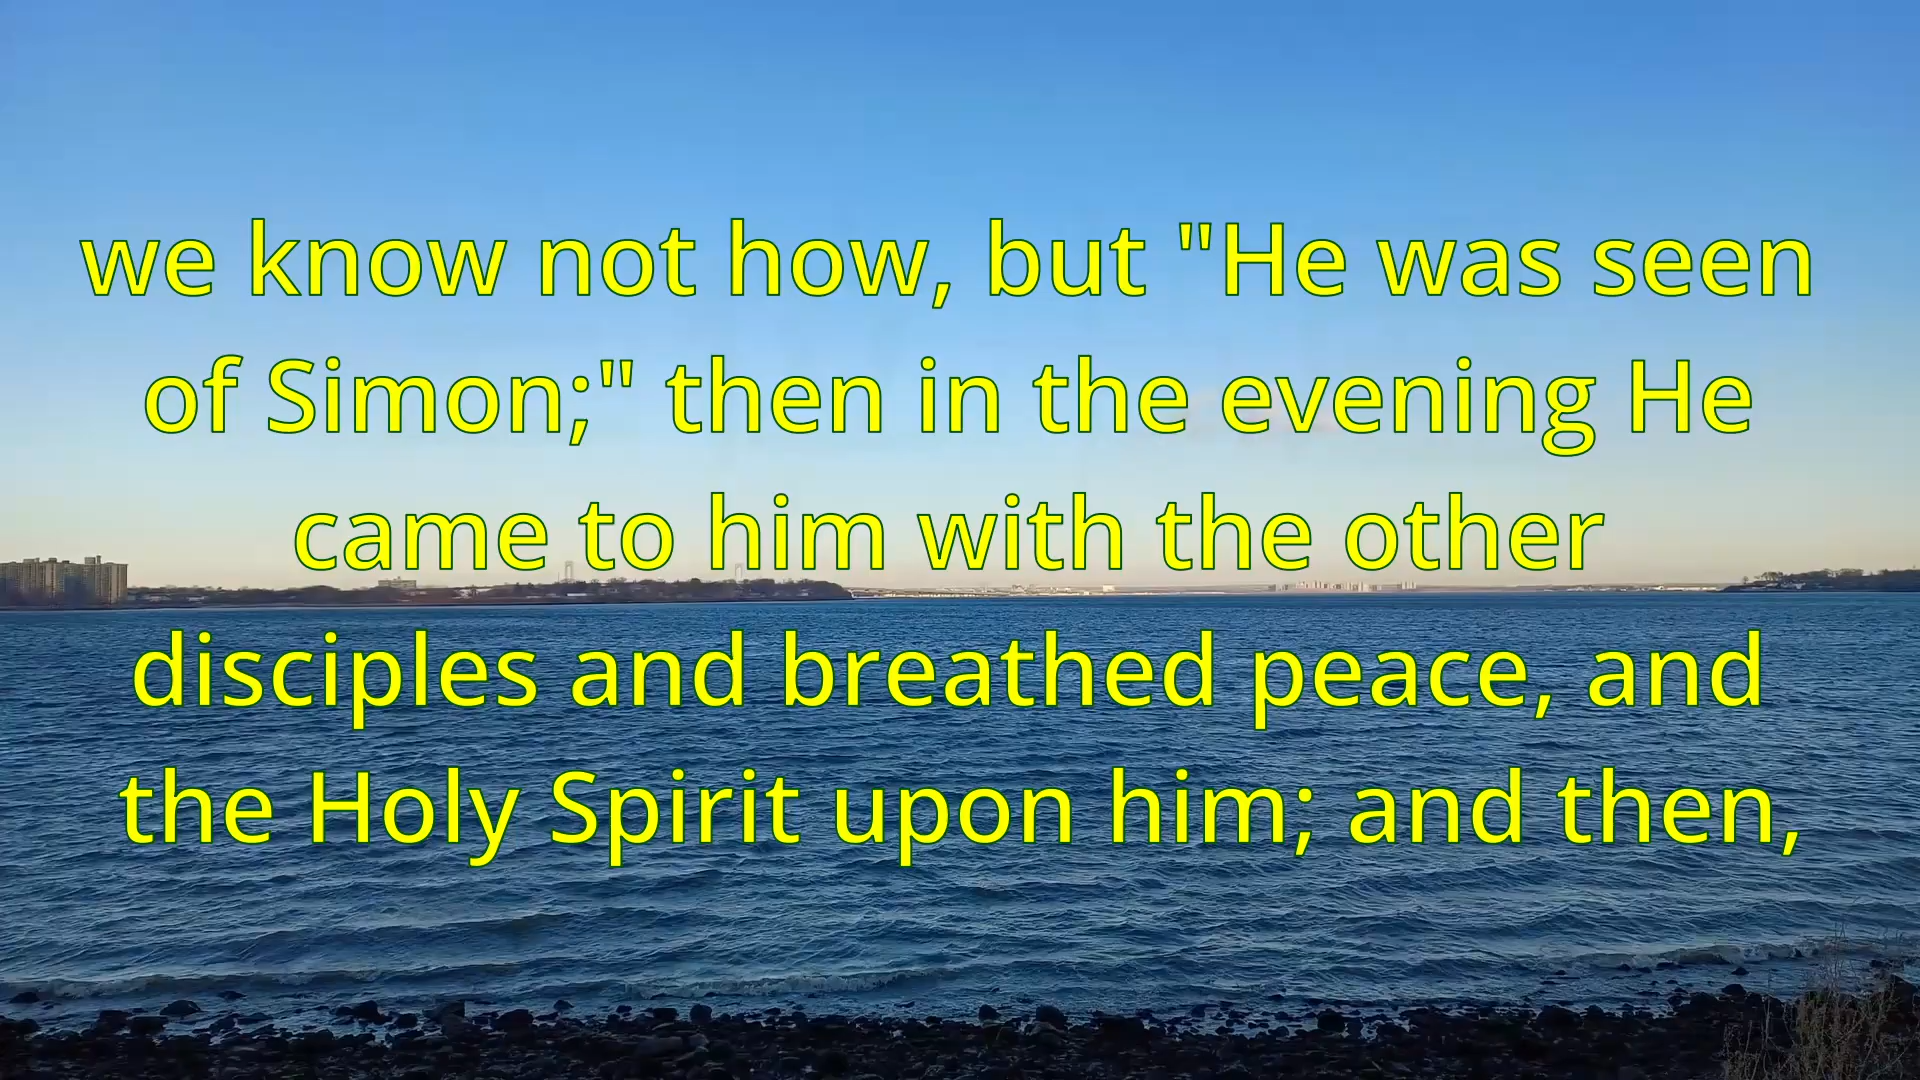 we know not how, but "He was seen
of Simon;" then in the evening He
came to him with the other
disciples and breathed peace, and
the Holy Spirit upon him; and then,